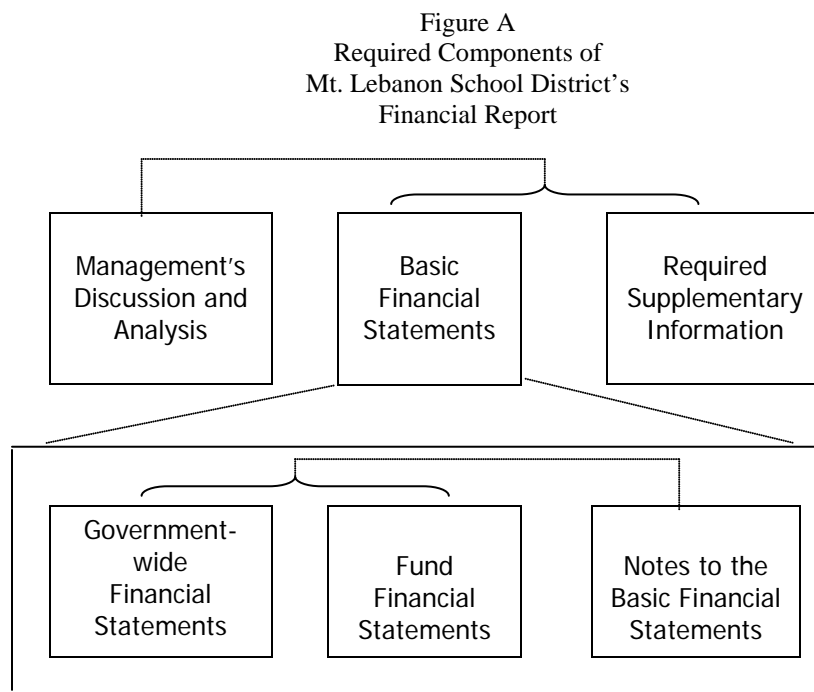 Figure A
Required Components of
Mt. Lebanon School District's
Financial Report
Management's
Discussion and
Analysis
Basic
Financial
Statements
Required
Supplementary
Information
Government-
wide
Financial
Statements
Fund
Financial
Statements
Notes to the
Basic Financial
Statements